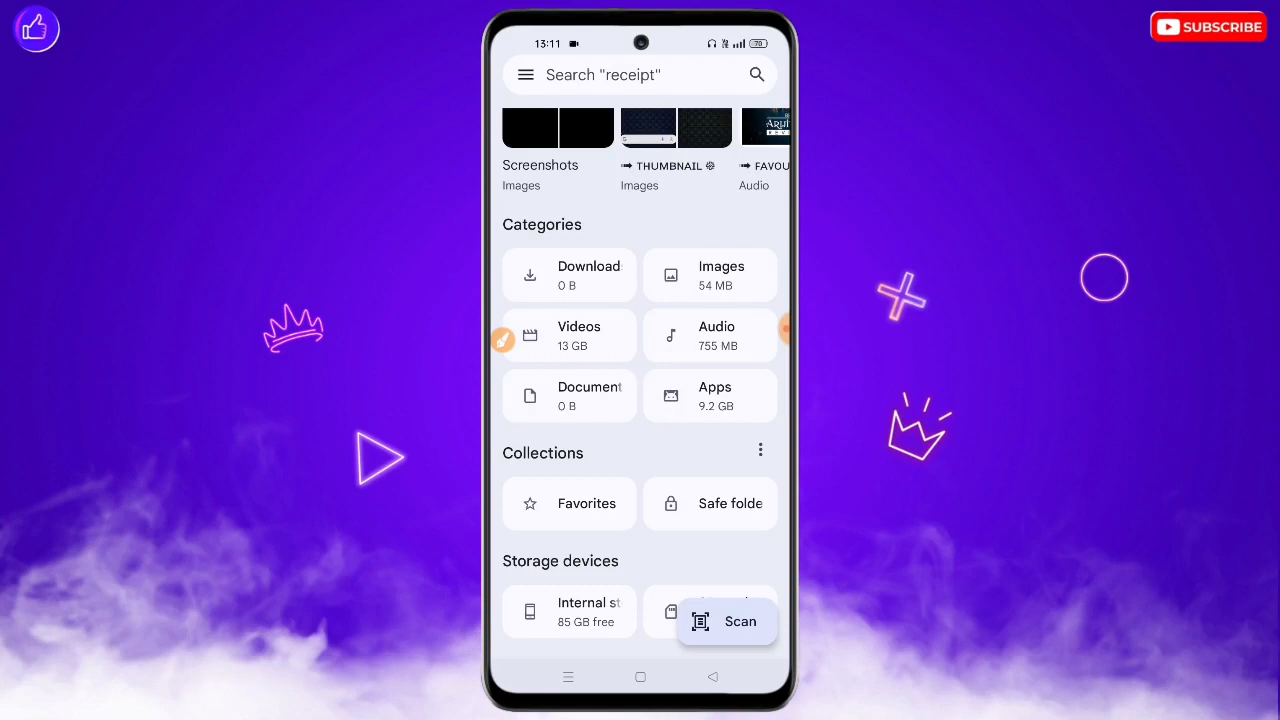 SUBSCRIBE
13:11
70
Search "receipt"
Screenshots
Images
THUMBNAIL
Images
FAVOU
Audio
Categories
Download
0 B
Images
54 MB
Videos
13 GB
Audio
755 MB
Document
0 B
Apps
9.2 GB
Collections
Favorites
Safe folde
Storage devices
Internal st
85 GB free
Scan